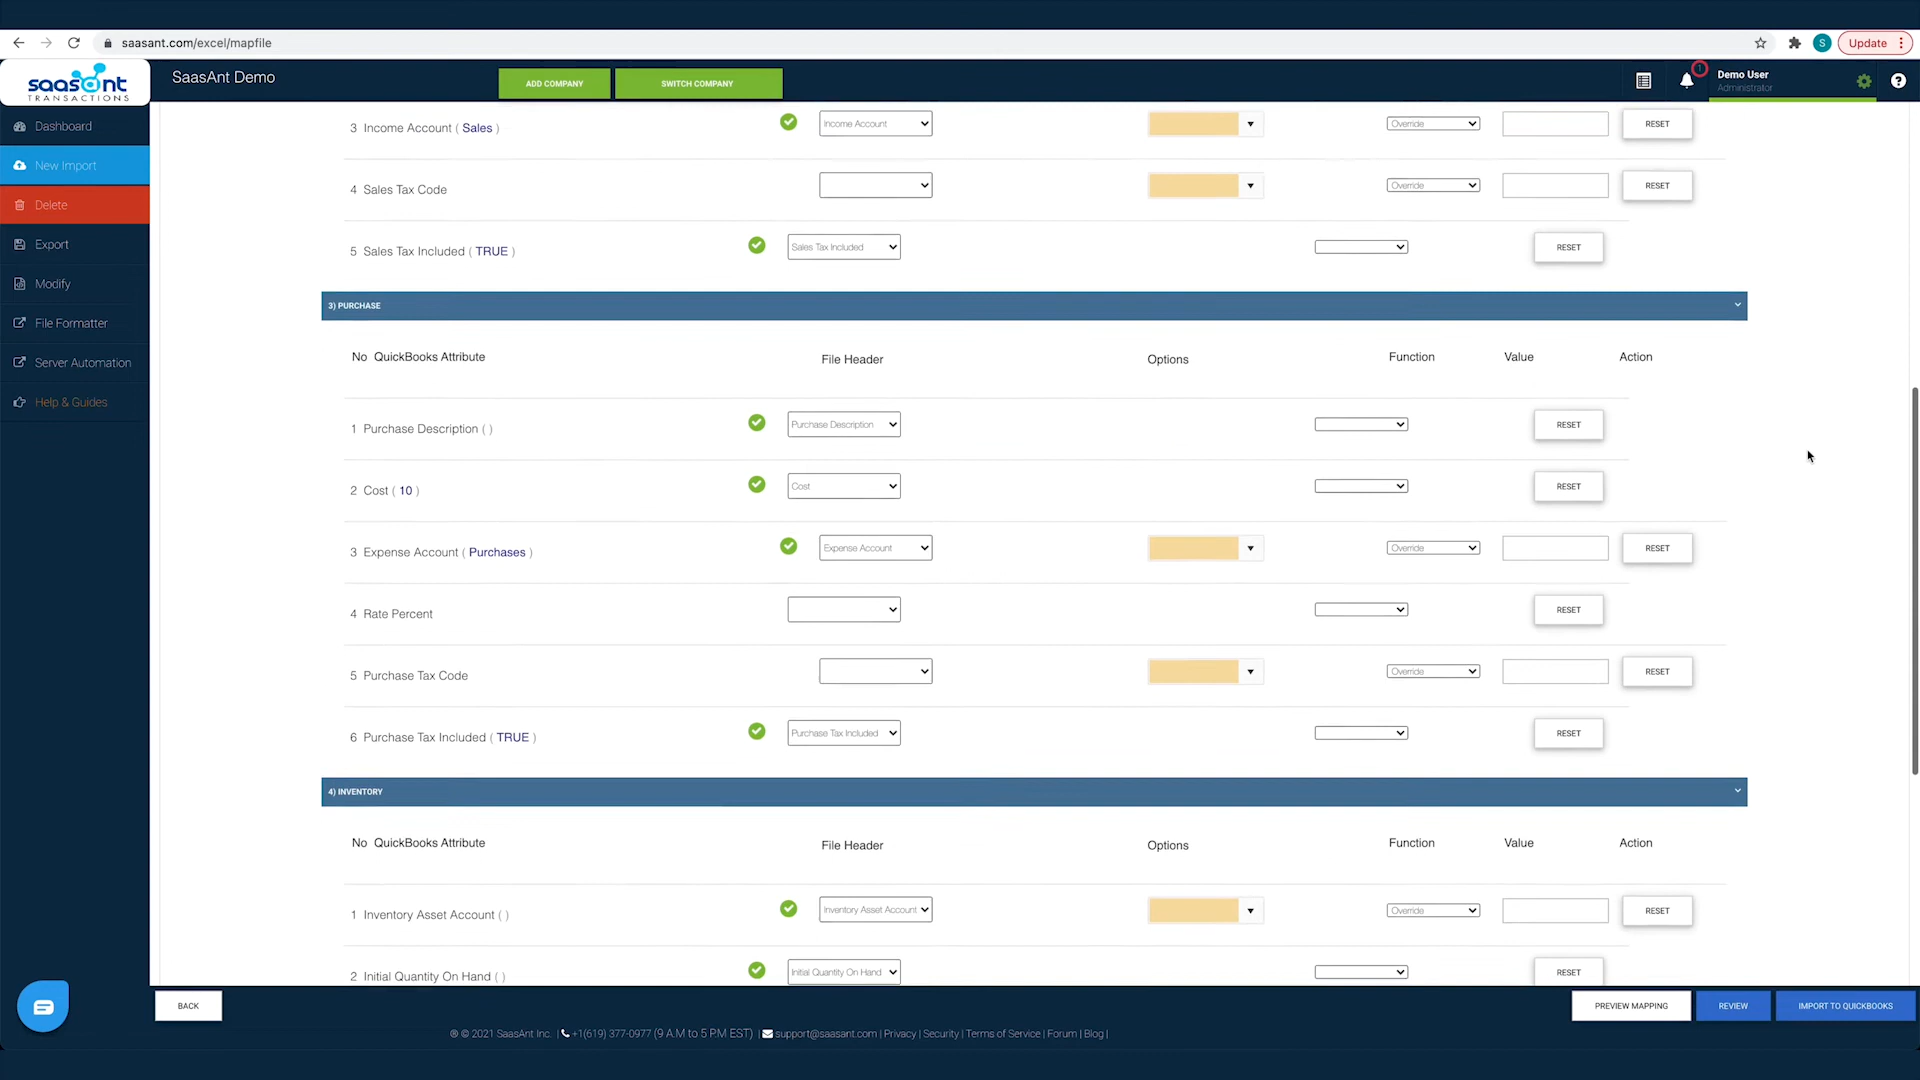 saasant.com/excel/mapfile
S
Update
saasant
TRANSACTIONS
SaasAnt Demo
ADD COMPANY
SWITCH COMPANY
1
Demo User
Administrator
Dashboard
New Import
Delete
Export
Modify
File Formatter
Server Automation
Help & Guides
3 Income Account ( Sales )
Income Account
Override
RESET
4 Sales Tax Code
Override
RESET
5 Sales Tax Included ( TRUE )
Sales Tax Included
RESET
3) PURCHASE
No QuickBooks Attribute File Header Options Function Value Action
1 Purchase Description ( )
Purchase Description
RESET
2 Cost ( 10 )
Cost
RESET
3 Expense Account ( Purchases )
Expense Account
Override
RESET
4 Rate Percent
RESET
5 Purchase Tax Code
Override
RESET
6 Purchase Tax Included ( TRUE )
Purchase Tax Included
RESET
4) INVENTORY
No QuickBooks Attribute File Header Options Function Value Action
1 Inventory Asset Account ( )
Inventory Asset Account
Override
RESET
2 Initial Quantity On Hand ( )
Initial Quantity On Hand
RESET
BACK
PREVIEW MAPPING
REVIEW
IMPORT TO QUICKBOOKS
® © 2021 SaasAnt Inc. | +1(619) 377-0977 (9 A.M to 5 P.M EST) | support@saasant.com | Privacy | Security | Terms of Service | Forum | Blog |